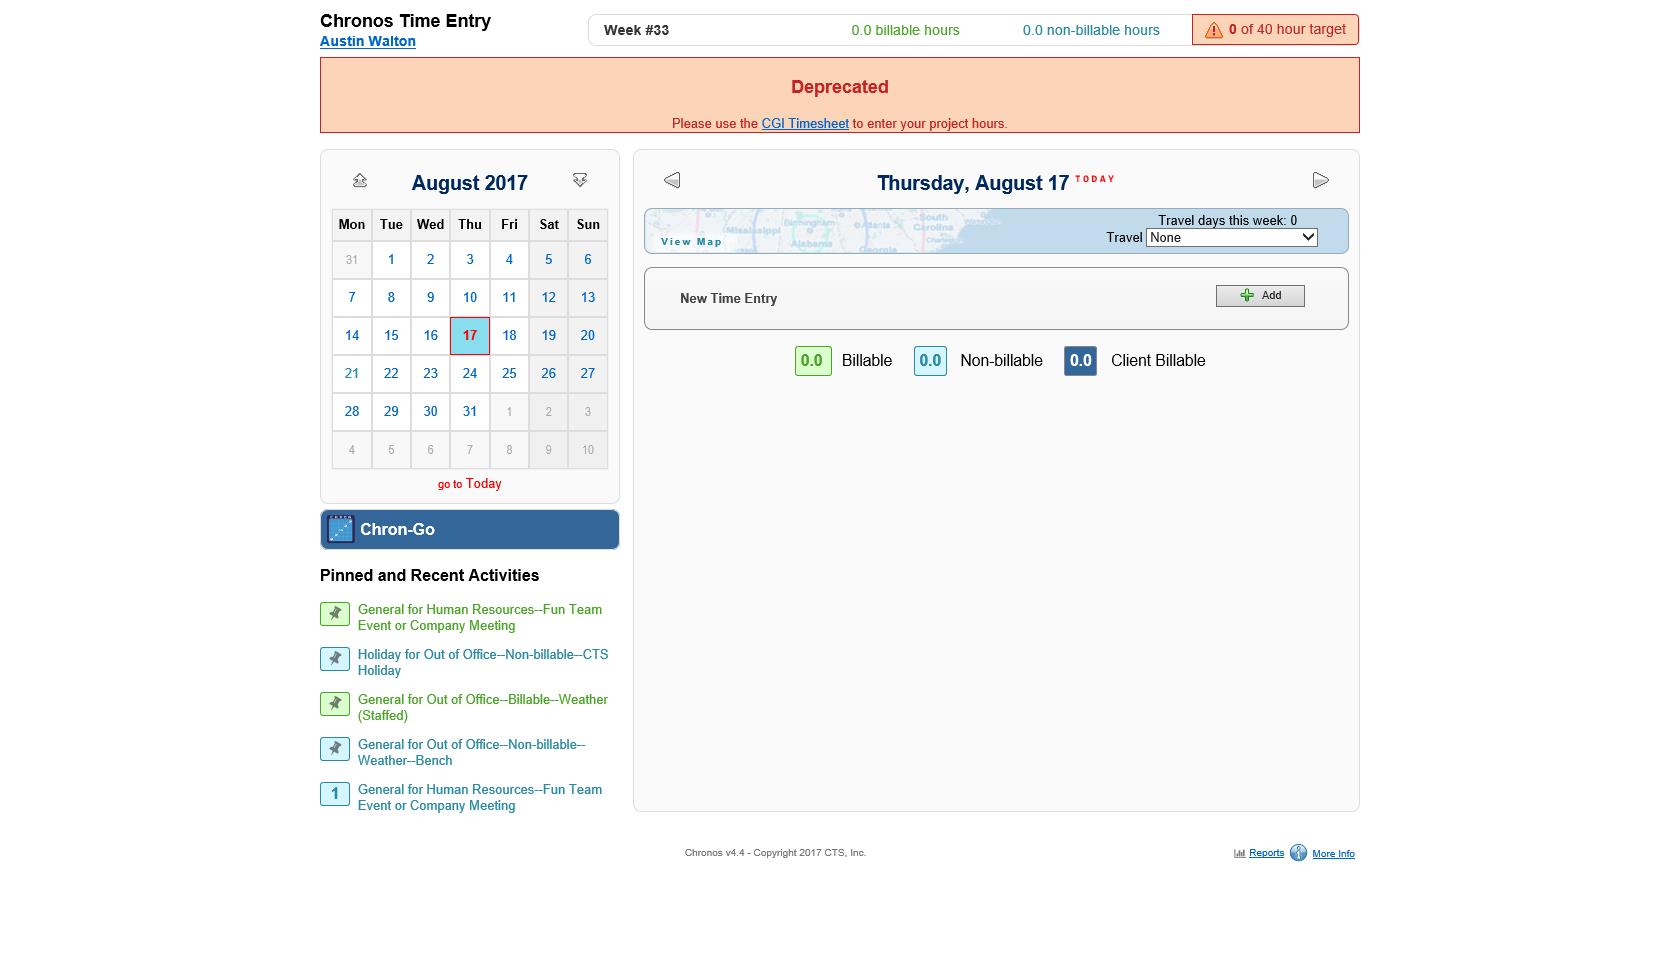 Chronos Time Entry
Austin Walton
Week #33
0.0 billable hours
0.0 non-billable hours
0 of 40 hour target
Deprecated
Please use the CGI Timesheet to enter your project hours.
August 2017
Mon Tue Wed Thu Fri Sat Sun
31 1 2 3 4 5 6
7 8 9 10 11 12 13
14 15 16 17 18 19 20
21 22 23 24 25 26 27
28 29 30 31 1 2 3
4 5 6 7 8 9 10
go to Today
Chron-Go
Pinned and Recent Activities
General for Human Resources--Fun Team
Event or Company Meeting
Holiday for Out of Office--Non-billable--CTS
Holiday
General for Out of Office--Billable--Weather
(Staffed)
General for Out of Office--Non-billable--
Weather--Bench
1 General for Human Resources--Fun Team
Event or Company Meeting
Thursday, August 17 TODAY
Mississippi
Birmingham
Alabama
Atlanta
Georgia
South
Carolina
View Map
Travel days this week: 0
Travel None
New Time Entry
Add
0.0 Billable 0.0 Non-billable 0.0 Client Billable
Chronos v4.4 - Copyright 2017 CTS, Inc.
Reports
More Info